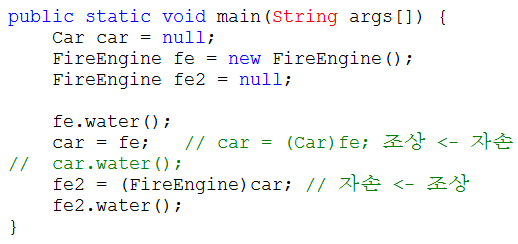 public static void main(String args[]) {
    Car car = null;
    FireEngine fe = new FireEngine();
    FireEngine fe2 = null;

    fe.water();
    car = fe;   // car = (Car)fe; 조상 <- 자손
//  car.water();
    fe2 = (FireEngine)car; // 자손 <- 조상
    fe2.water();
}